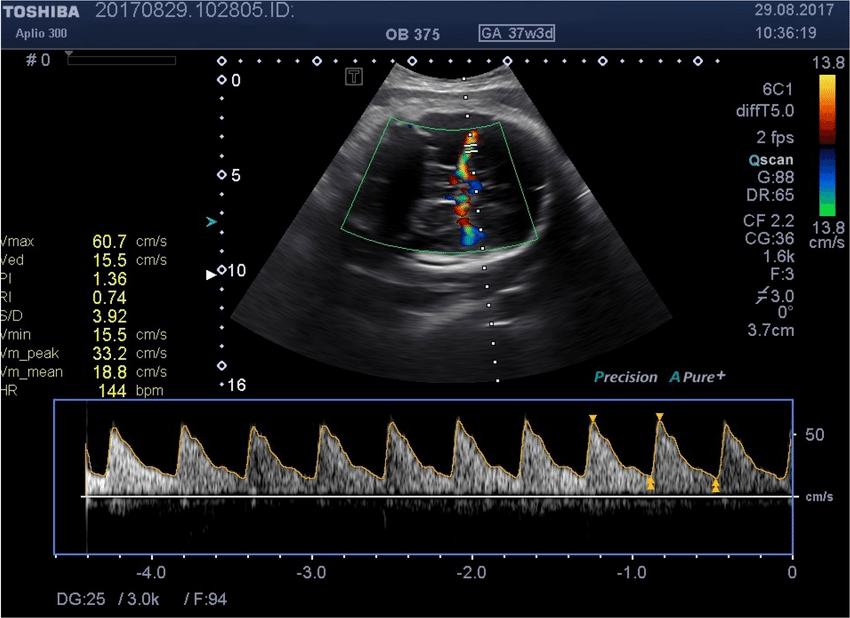 TOSHIBA 20170829.102805.ID: 29.08.2017
Aplio 300 OB 375 GA 37w3d 10:36:19
#0 T 13.8
0
6C1
diffT5.0
2 fps
Qscan
5 G:88
DR:65
CF 2.2 13.8
CG:36 cm/s
1.6k
10 F:3
3.0
0°
3.7cm
16
Vmax 60.7 cm/s
Ved 15.5 cm/s
PI 1.36
RI 0.74
S/D 3.92
Vmin 15.5 cm/s
Vm_peak 33.2 cm/s
Vm_mean 18.8 cm/s
HR 144 bpm
Precision APure+
50
cm/s
-4.0 -3.0 -2.0 -1.0 0
DG:25 / 3.0k / F:94